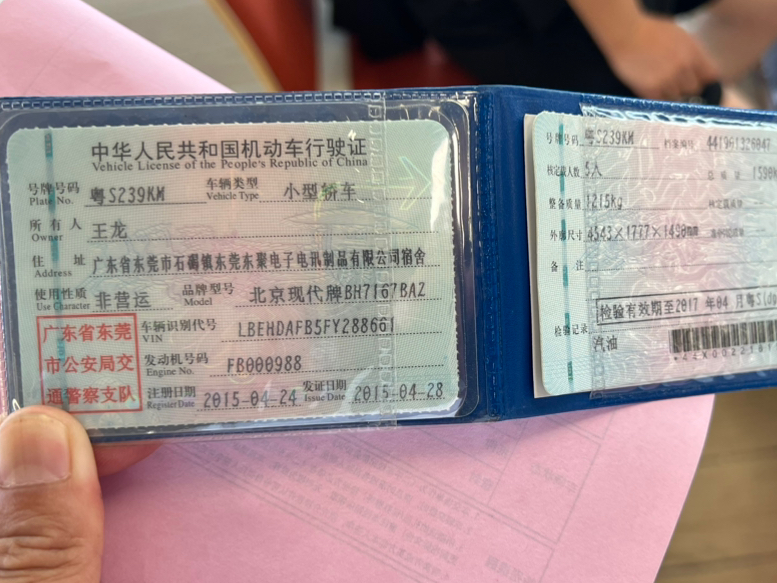 中华人民共和国机动车行驶证
Vehicle License of the People's Republic of China
号牌号码 粤S239KM 车辆类型 小型轿车
Plate No. Vehicle Type
所有人 王龙
Owner
住址 广东省东莞市石碣镇东莞东聚电子电讯制品有限公司宿舍
Address
使用性质 非营运 品牌型号 北京现代牌BH7167BAZ
Use Character Model
广东省东莞
市公安局交
通警察支队
车辆识别代号 LBEHDAFB5FY288661
VIN
发动机号码 FB000988
Engine No.
注册日期 2015-04-24 发证日期 2015-04-28
Register Date Issue Date
号牌号码 粤S239KM 档案编号
核定载人数 5人 总质量
整备质量 1215kg 核定载质量
外廓尺寸 4543×1777×1490mm
备注
检验有效期至2017 年04 月粤S
检验记录
汽油